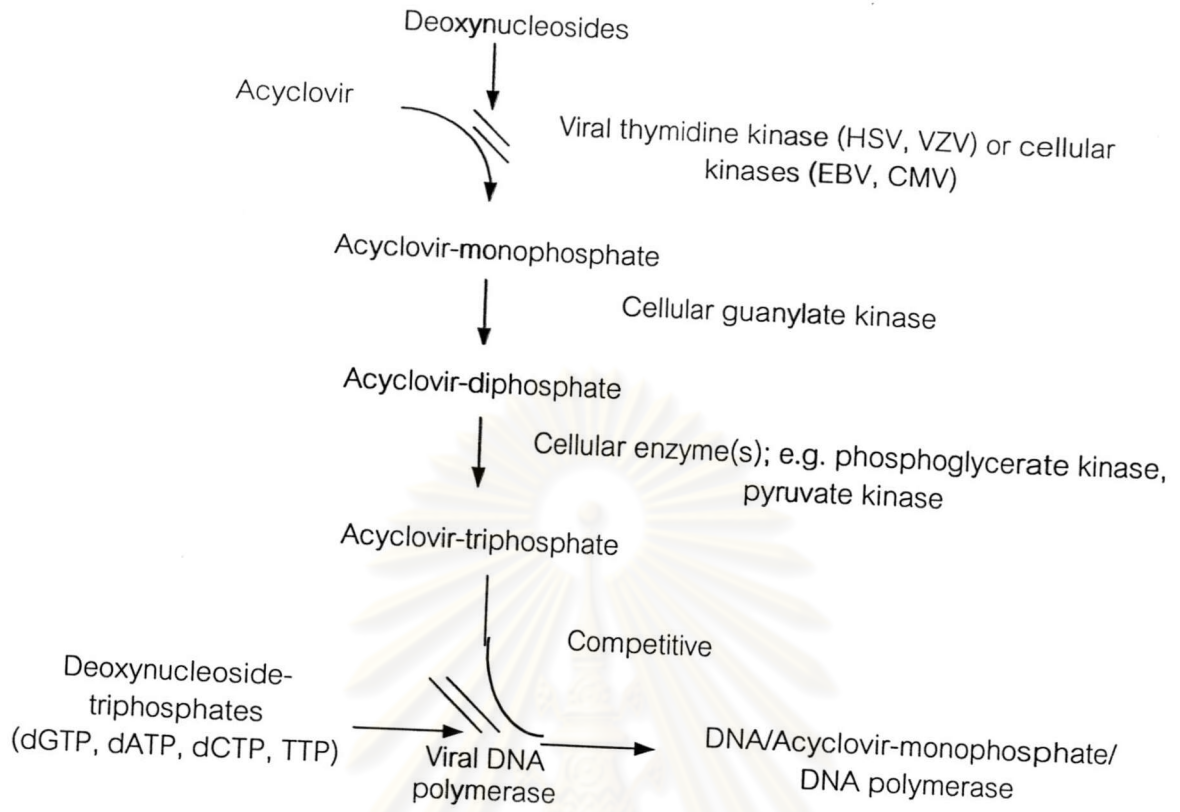 Deoxynucleosides
Acyclovir
Viral thymidine kinase (HSV, VZV) or cellular
kinases (EBV, CMV)
Acyclovir-monophosphate
Cellular guanylate kinase
Acyclovir-diphosphate
Cellular enzyme(s); e.g. phosphoglycerate kinase,
pyruvate kinase
Acyclovir-triphosphate
Competitive
Deoxynucleoside-
triphosphates
(dGTP, dATP, dCTP, TTP)
Viral DNA
polymerase
DNA/Acyclovir-monophosphate/
DNA polymerase